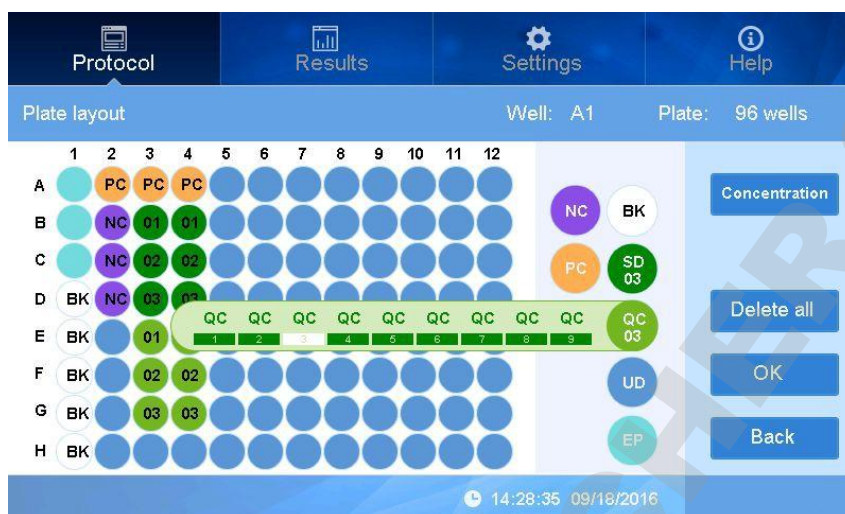 Protocol Results Settings Help
Plate layout Well: A1 Plate: 96 wells
1 2 3 4 5 6 7 8 9 10 11 12
A PC PC PC
B NC 01 01
C NC 02 02
D BK NC 03 03
E BK 01
F BK 02 02
G BK 03 03
H BK
QC QC QC QC QC QC QC QC QC
1 2 3 4 5 6 7 8 9
NC BK
PC SD
03
QC
03
UD
EP
Concentration
Delete all
OK
Back
14:28:35 09/18/2016